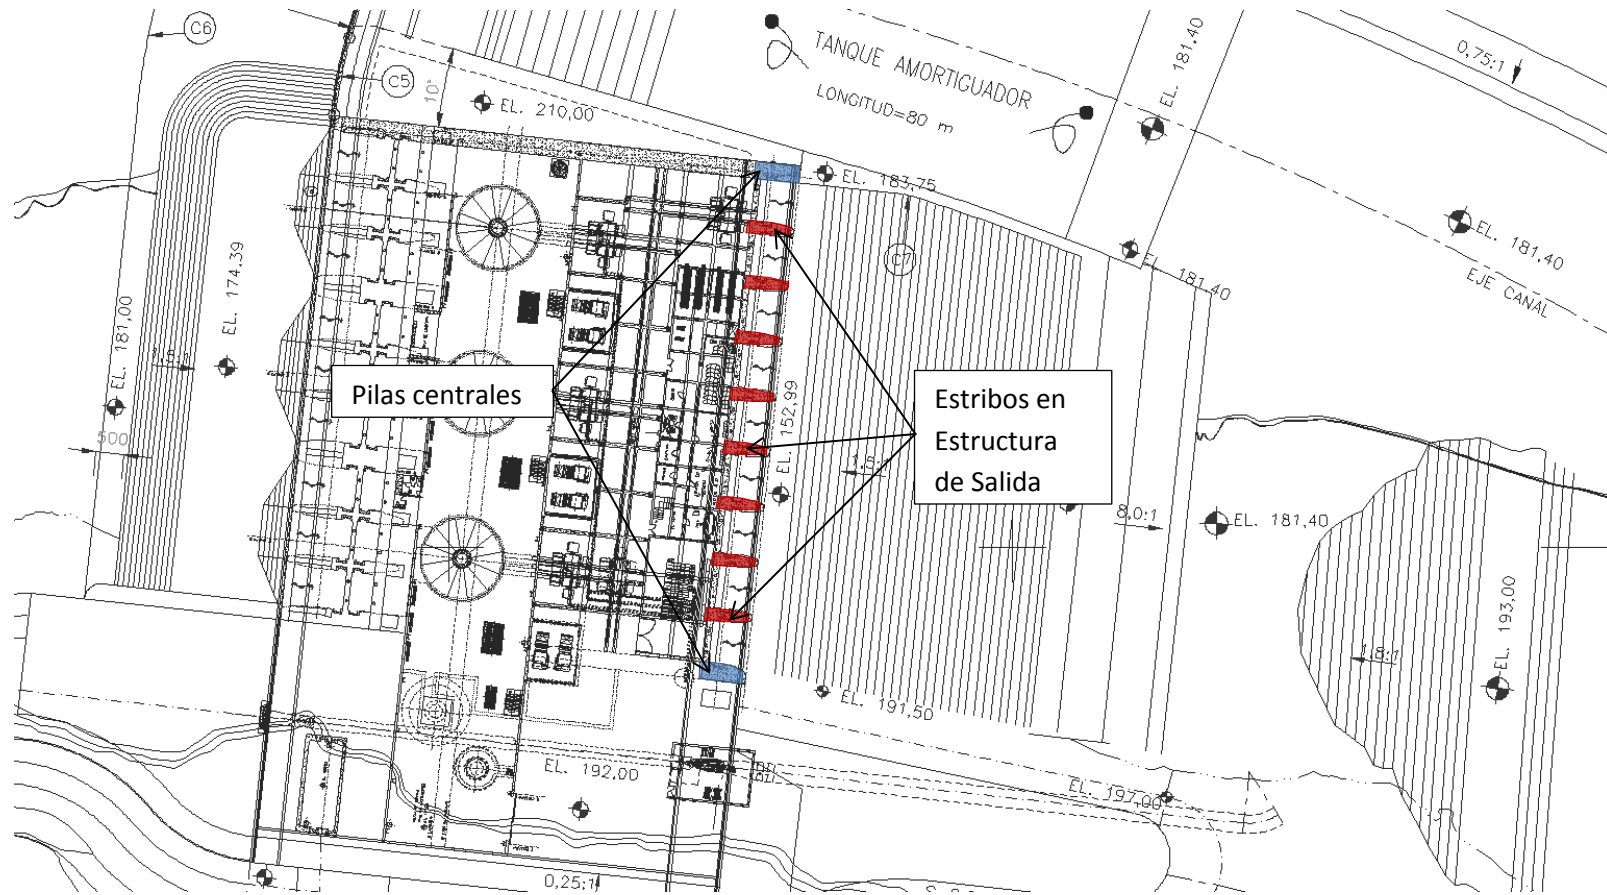 C6
C5
10°
EL. 210,00
TANQUE AMORTIGUADOR
LONGITUD=80 m
EL. 181,40
0,75:1
EL. 183,75
C7
EL. 181,40
EL. 181,40
EJE CANAL
EL. 174,39
EL. 181,00
1,5:1
500
Pilas centrales
EL. 152,99
1,5:1
Estribos en
Estructura
de Salida
8,0:1
EL. 181,40
1,8:1
EL. 193,00
EL. 191,50
EL. 192,00
EL. 197,00
0,25:1